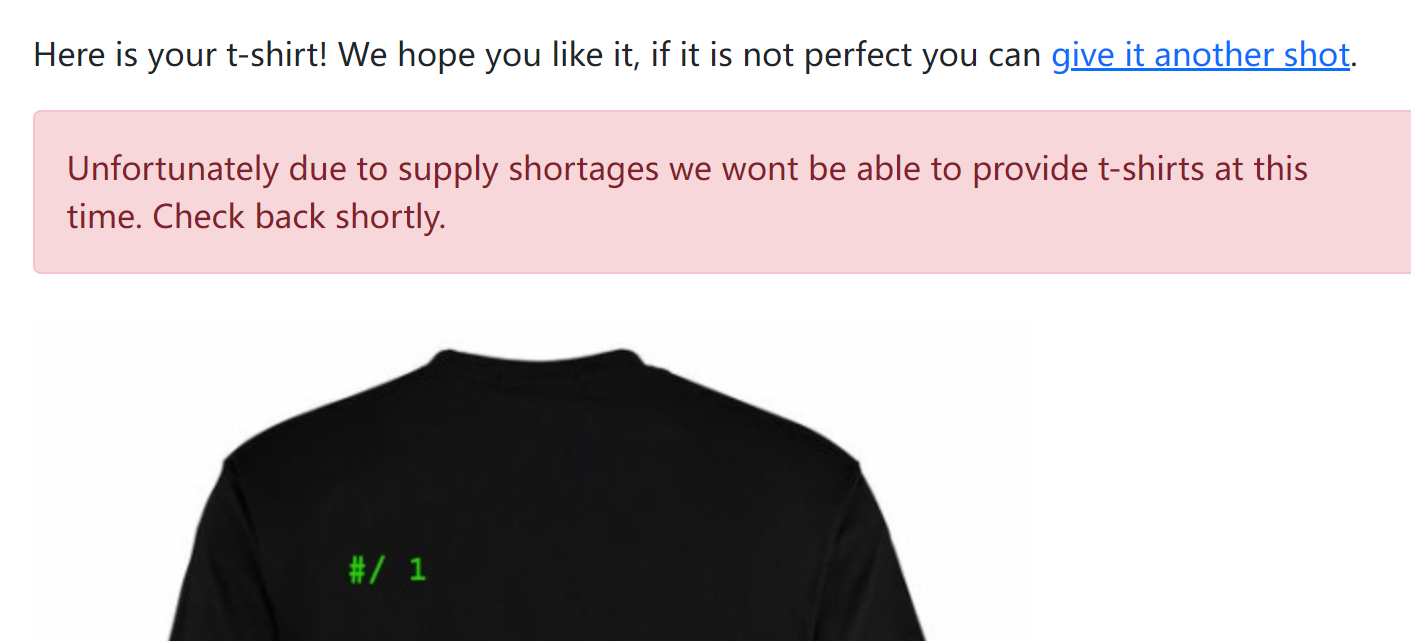 Here is your t-shirt! We hope you like it, if it is not perfect you can give it another shot.
Unfortunately due to supply shortages we wont be able to provide t-shirts at this
time. Check back shortly.
#/ 1